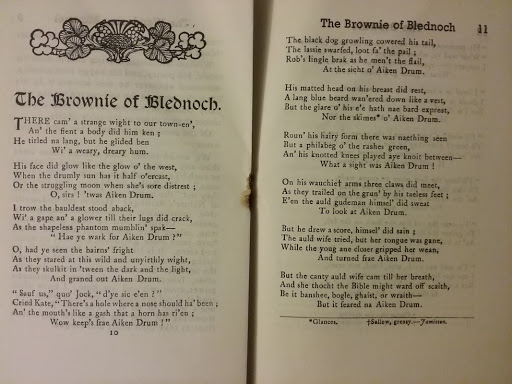 The Brownie of Blednoch.
THERE cam' a strange wight to our town-en',
An' the fient a body did him ken ;
He tirled na lang, but he glided ben
Wi' a weary, dreary hum.
His face did glow like the glow o' the west,
When the drumly sun has it half o'ercast,
Or the struggling moon when she's sore distrest ;
O, sirs ! 'twas Aiken Drum.
I trow the bauldest stood aback,
Wi' a gape an' a glower till their lugs did crack,
As the shapeless phantom mumblin' spak—
" Hae ye wark for Aiken Drum ? "
O, had ye seen the bairns' fright
As they stared at this wild and unyirthly wight,
As they skulkit in 'tween the dark and the light,
And graned out Aiken Drum.
" Sauf us," quo' Jock, " d'ye sic e'en ? "
Cried Kate, " There's a hole where a nose should ha' been ;
An' the mouth's like a gash that a horn has ri'en ;
Wow keep's frae Aiken Drum ! "
10
The Brownie of Blednoch 11
The black dog growling cowered his tail,
The lassie swarfed, loot fa' the pail ;
Rob's lingle brak as he men't the flail,
At the sight o' Aiken Drum.
His matted head on his breast did rest,
A lang blue beard wan'ered down like a vest,
But the glare o' his e'e hath nae bard exprest,
Nor the skimes* o' Aiken Drum.
Roun' his hairy form there was naething seen
But a philabeg o' the rashes green,
An' his knotted knees played aye knoit between—
What a sight was Aiken Drum !
On his wauchie† arms three claws did meet,
As they trailed on the grun' by his taeless feet ;
E'en the auld gudeman himsel' did sweat
To look at Aiken Drum.
But he drew a score, himsel' did sain ;
The auld wife tried, but her tongue was gane,
While the young ane closer gripped her wean,
And turned frae Aiken Drum.
But the canty auld wife cam till her breath,
And she thocht the Bible might ward off scaith,
Be it banshee, bogle, ghaist, or wraith—
But it feared na Aiken Drum.
*Glances. †Sallow, greasy.—Jamieson.